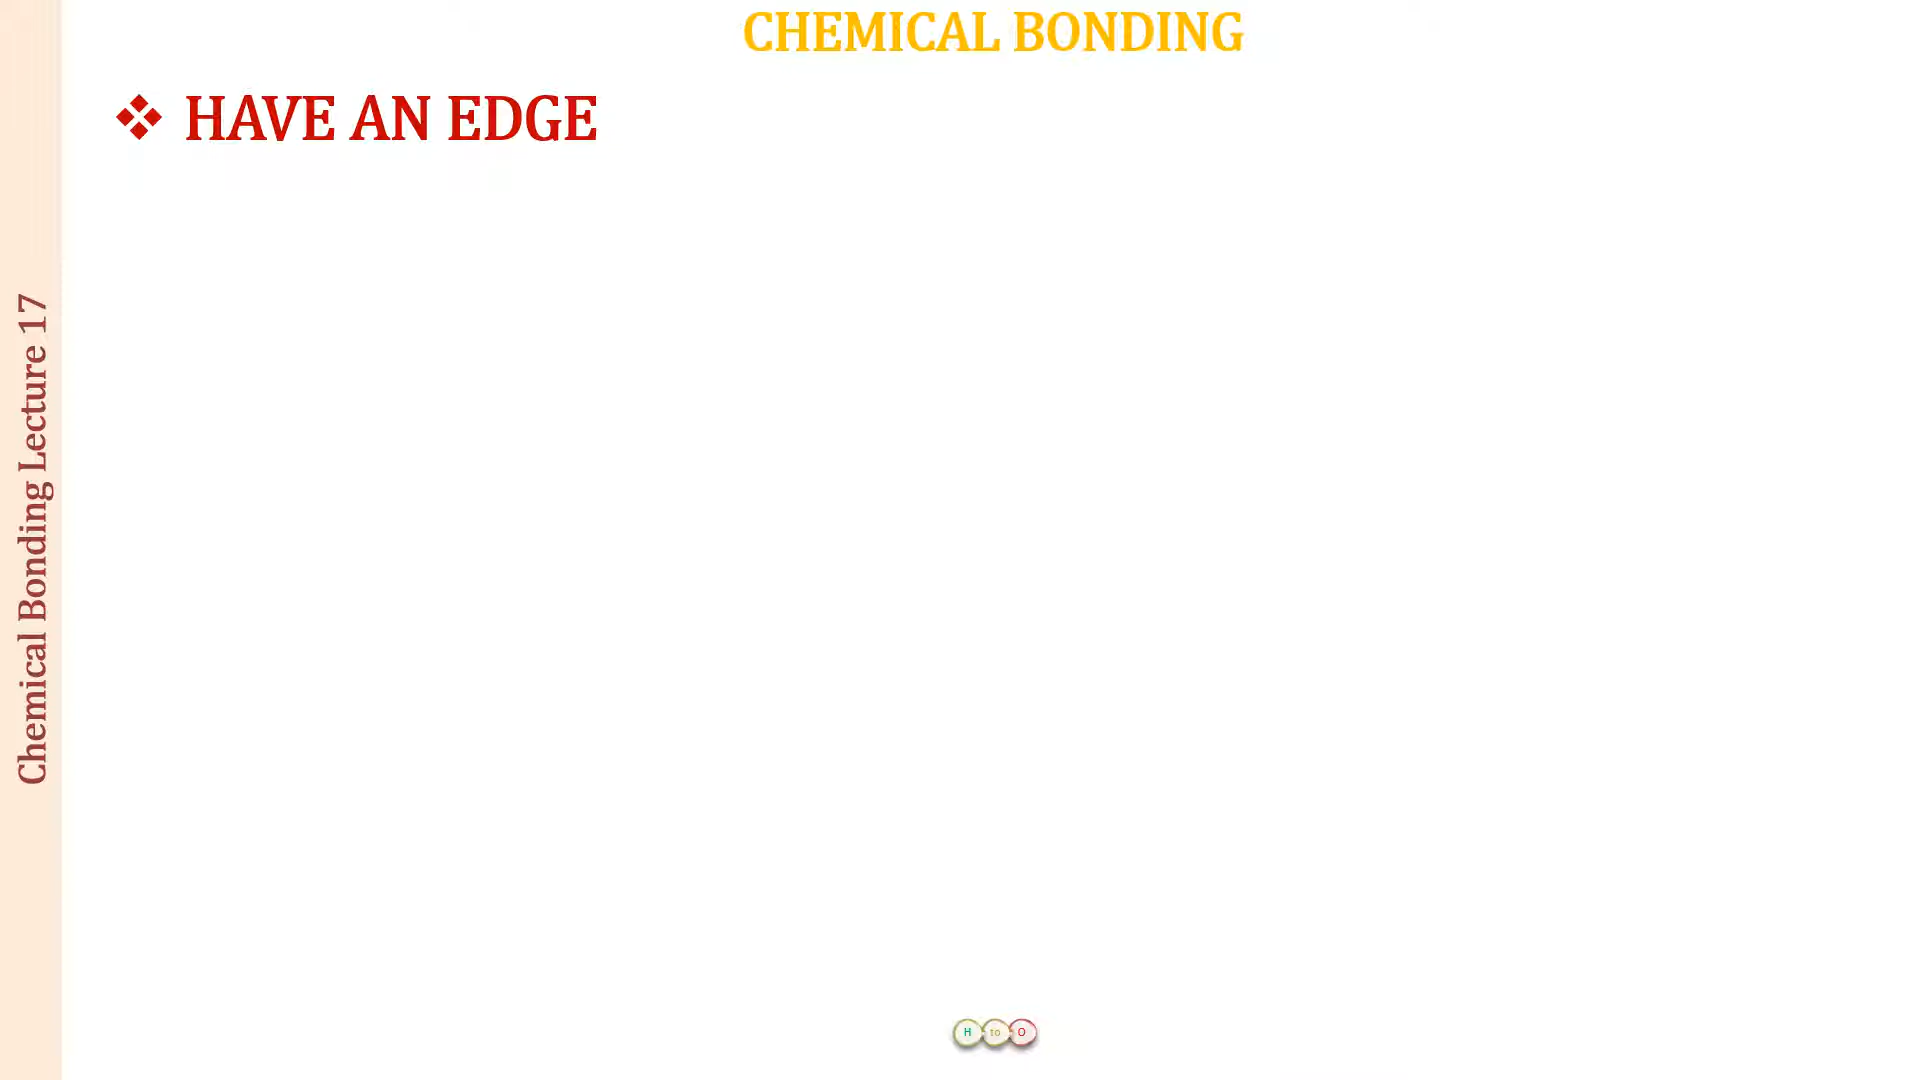 CHEMICAL BONDING
❖ HAVE AN EDGE
Chemical Bonding Lecture 17
H to O